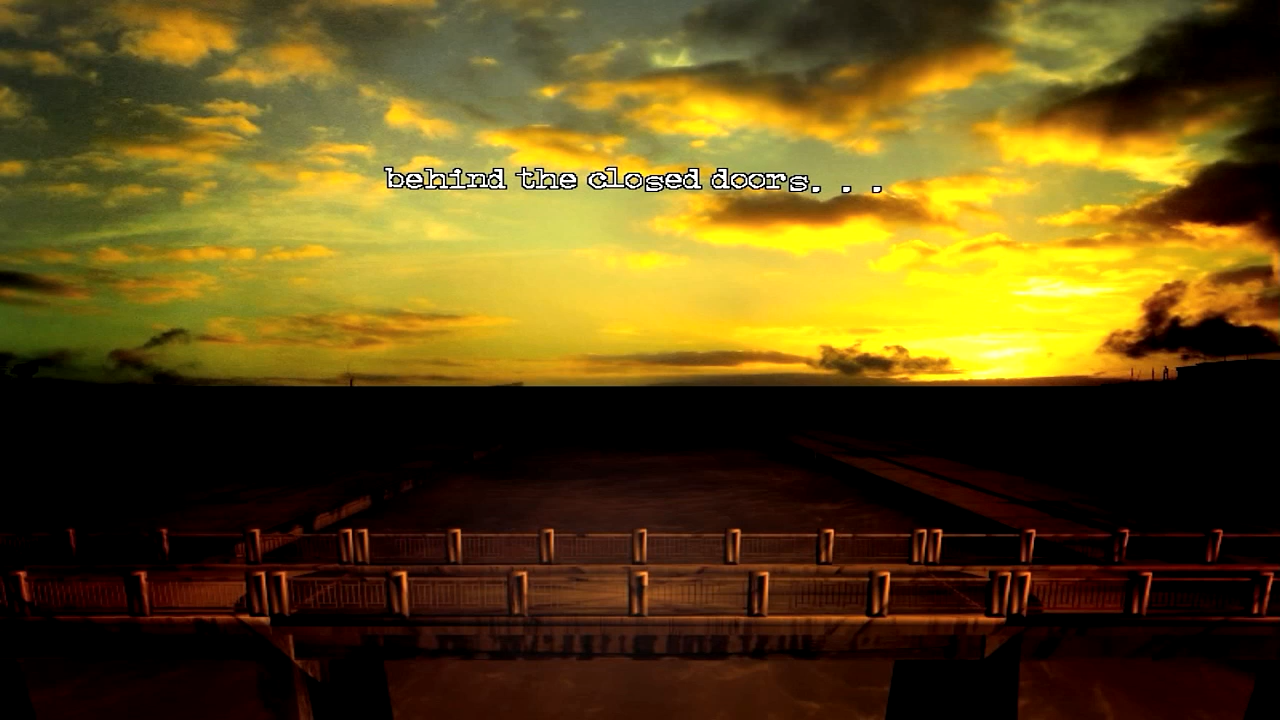 behind the closed doors. . .